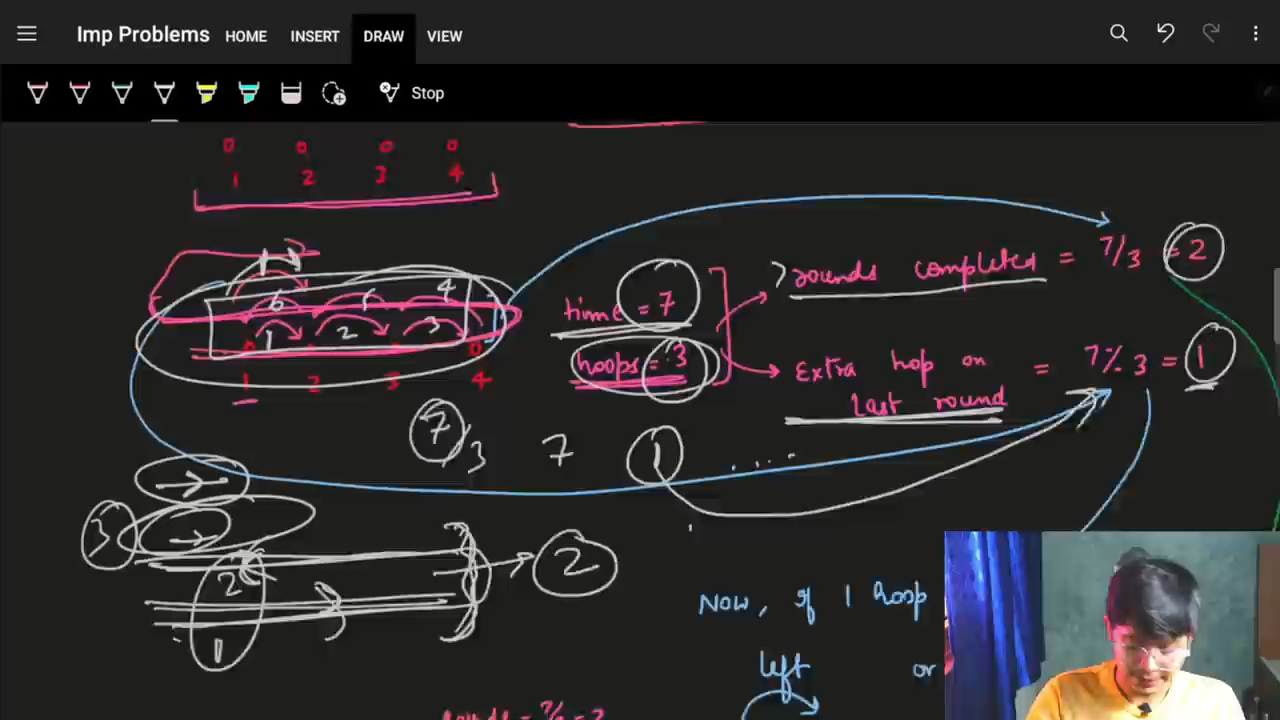 Imp Problems HOME INSERT DRAW VIEW
Stop
0 0 0 0
1 2 3 4
6 5 4
1 2 3
1 2 3 4
time = 7
hoops = 3
rounds completed = 7/3 = 2
Extra hop on = 7% 3 = 1
last round
7/3 7 1 ....
3
2
1
2
Now, if 1 hoop
left or